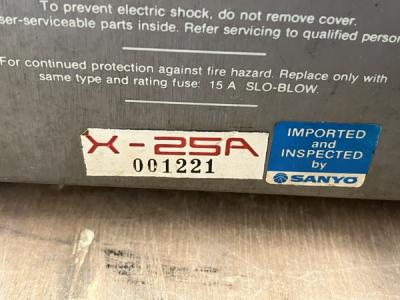 To prevent electric shock, do not remove cover.
ser-serviceable parts inside. Refer servicing to qualified person
For continued protection against fire hazard. Replace only with
same type and rating fuse: 15 A SLO-BLOW.
X-25A
001221
IMPORTED
and
INSPECTED
by
SANYO